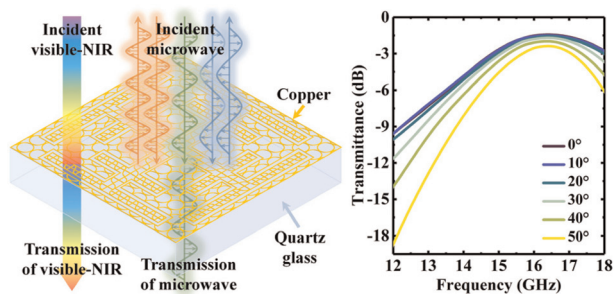 Incident
visible-NIR
Incident
microwave
Copper
Quartz
glass
Transmission
of visible-NIR
Transmission
of microwave
Transmittance (dB)
-3
-6
-9
-12
-15
-18
0°
10°
20°
30°
40°
50°
12 13 14 15 16 17 18
Frequency (GHz)